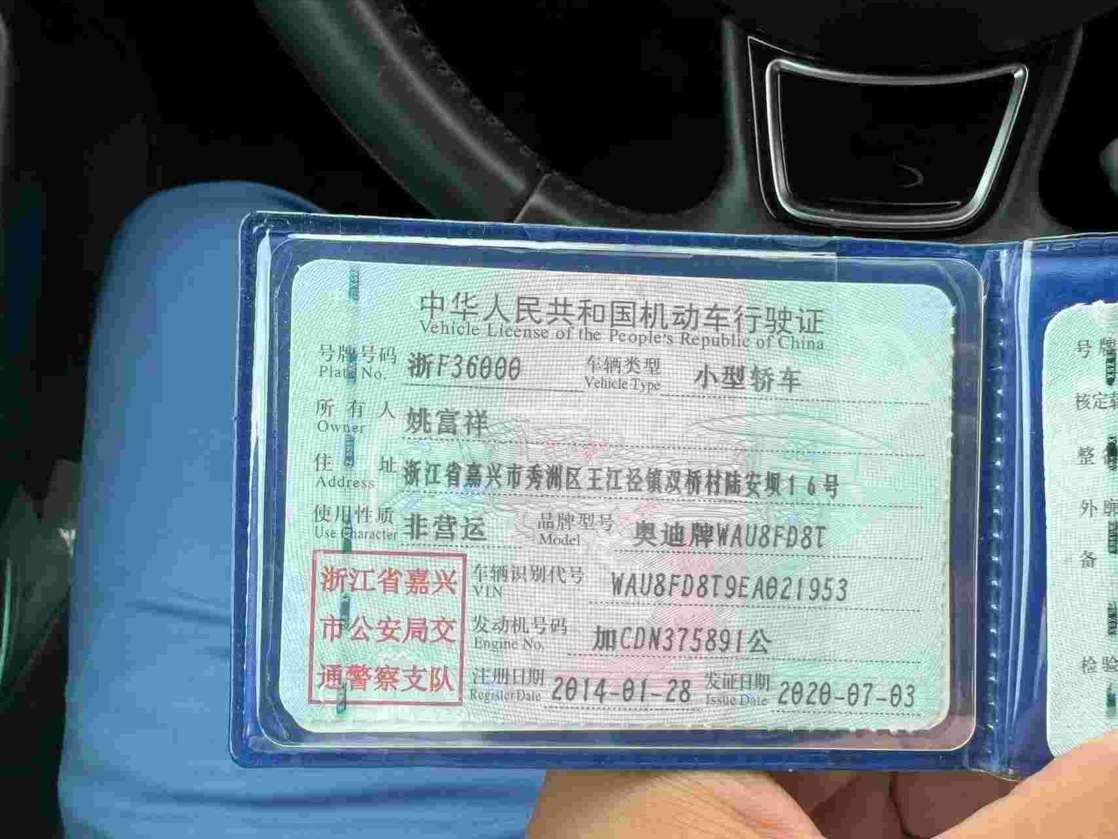 中华人民共和国机动车行驶证
Vehicle License of the People's Republic of China
号牌号码 浙F36000 车辆类型 小型轿车
Plate No. Vehicle Type
所有人 姚富祥
Owner
住址 浙江省嘉兴市秀洲区王江泾镇双桥村陆安坝16号
Address
使用性质 非营运 品牌型号 奥迪牌WAU8FD8T
Use Character Model
浙江省嘉兴
市公安局交
通警察支队
车辆识别代号 WAU8FD8T9EA021953
VIN
发动机号码 加CDN375891公
Engine No.
注册日期 2014-01-28 发证日期 2020-07-03
Register Date Issue Date
号牌
核定
整
外
备
检验